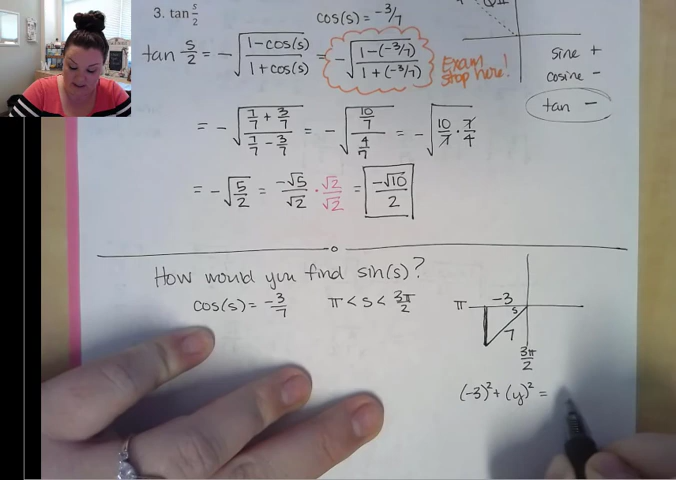 3. tan s/2
cos(s) = -3/7
QII
tan s/2 = -√((1-cos(s))/(1+cos(s))) = -√((1-(-3/7))/(1+(-3/7)))
Exam stop here!
sine +
cosine -
tan -
= -√((7/7 + 3/7)/(7/7 - 3/7)) = -√((10/7)/(4/7)) = -√(10/7 · 7/4)
= -√(5/2) = -√5/√2 · √2/√2 = -√10/2
How would you find sin(s)?
cos(s) = -3/7 π < s < 3π/2
π -3 s
7
3π/2
(-3)² + (y)² =